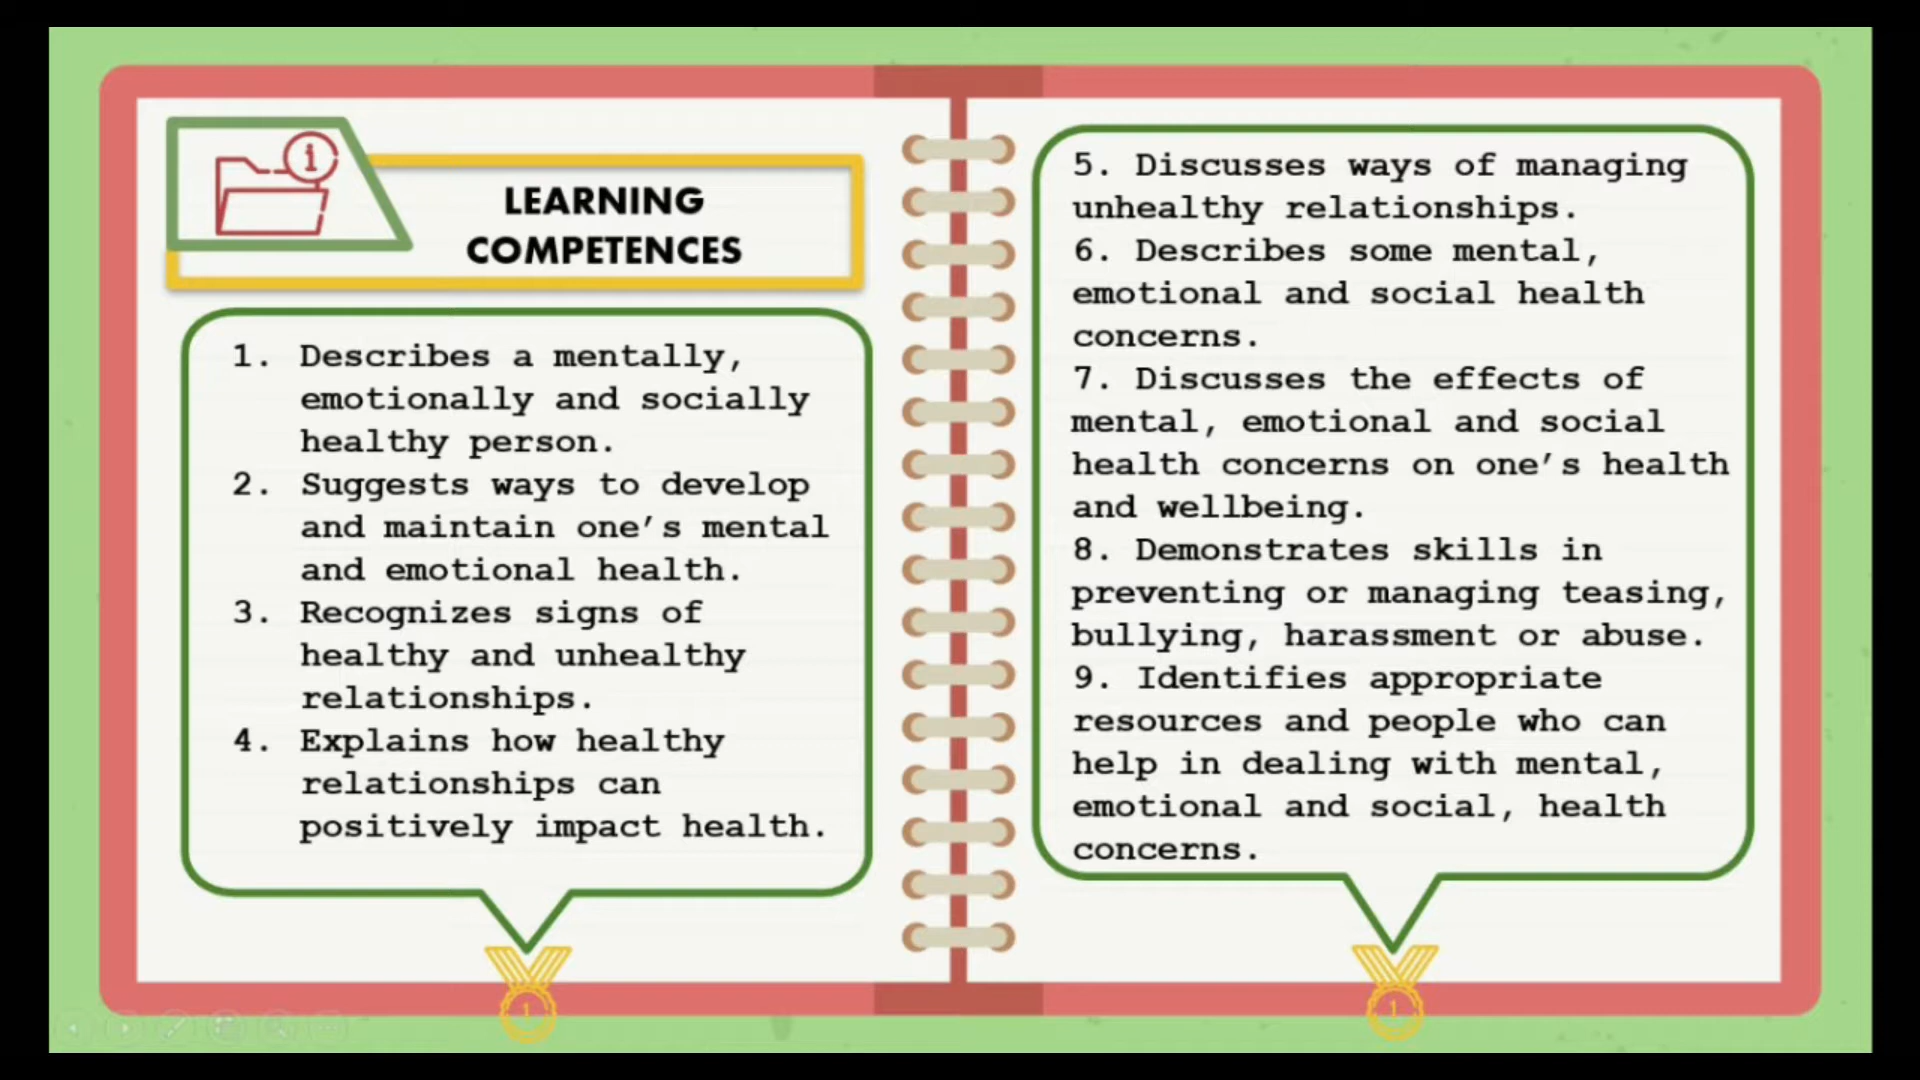 i
LEARNING
COMPETENCES
1. Describes a mentally,
emotionally and socially
healthy person.
2. Suggests ways to develop
and maintain one’s mental
and emotional health.
3. Recognizes signs of
healthy and unhealthy
relationships.
4. Explains how healthy
relationships can
positively impact health.
1
5. Discusses ways of managing
unhealthy relationships.
6. Describes some mental,
emotional and social health
concerns.
7. Discusses the effects of
mental, emotional and social
health concerns on one’s health
and wellbeing.
8. Demonstrates skills in
preventing or managing teasing,
bullying, harassment or abuse.
9. Identifies appropriate
resources and people who can
help in dealing with mental,
emotional and social, health
concerns.
1